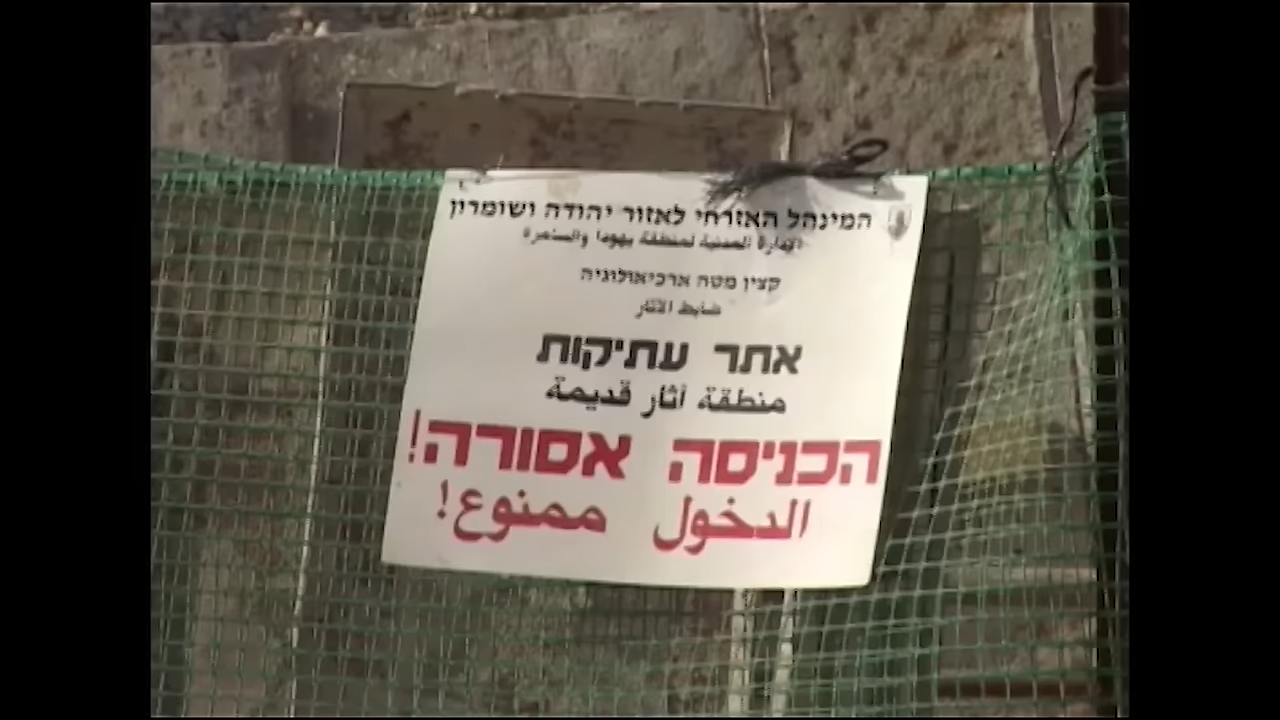 המינהל האזרחי לאזור יהודה ושומרון
الإدارة المدنية لمنطقة يهودا والسامرة
קצין מטה ארכיאולוגיה
ضابط الآثار
אתר עתיקות
منطقة آثار قديمة
הכניסה אסורה!
الدخول ممنوع!